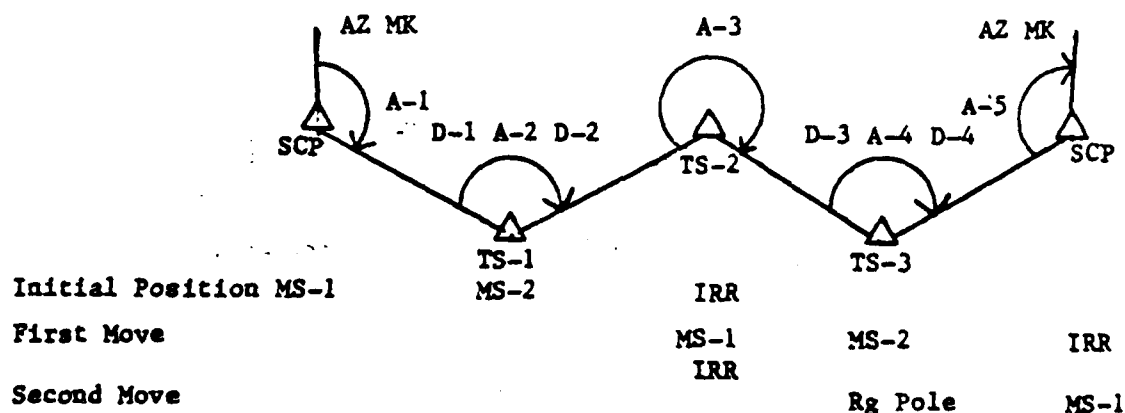 AZ MK A-3 AZ MK
A-1 A-5
D-1 A-2 D-2 D-3 A-4 D-4
SCP TS-2 SCP
TS-1 TS-3
Initial Position MS-1 MS-2 IRR
First Move MS-1 MS-2 IRR
IRR
Second Move Rg Pole MS-1